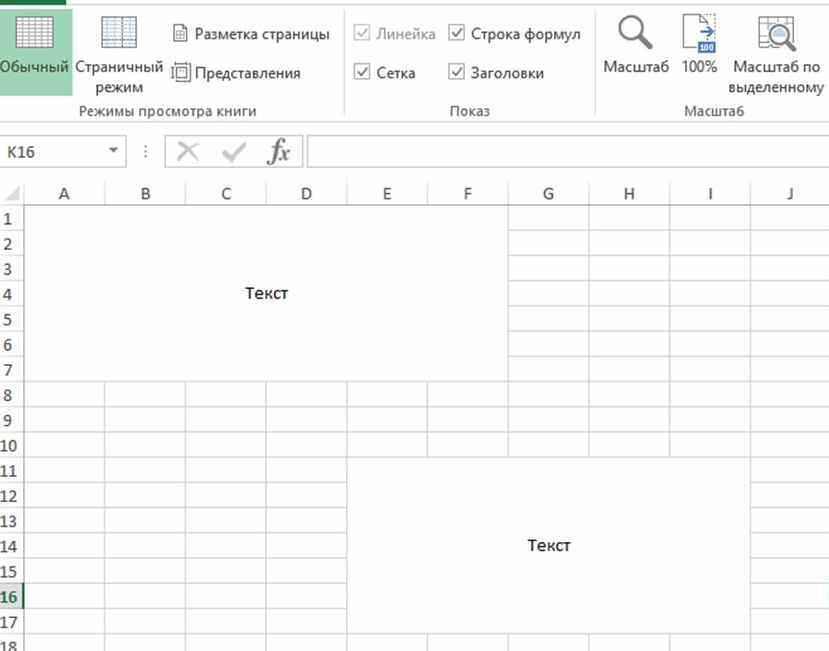 Обычный
Страничный
режим
Разметка страницы
Представления
Режимы просмотра книги
Линейка
Строка формул
Сетка
Заголовки
Показ
Масштаб
100
100%
Масштаб по
выделенному
Масштаб
K16
fx
A B C D E F G H I J
1
2
3
4 Текст
5
6
7
8
9
10
11
12
13
14 Текст
15
16
17
18